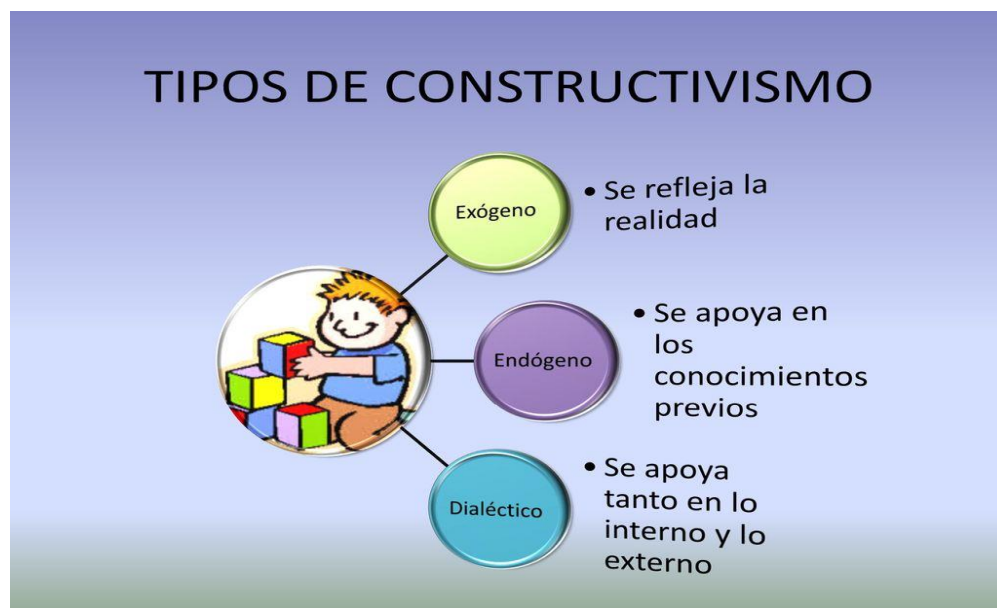 TIPOS DE CONSTRUCTIVISMO
Exógeno
• Se refleja la
realidad
Endógeno
• Se apoya en
los
conocimientos
previos
Dialéctico
• Se apoya
tanto en lo
interno y lo
externo